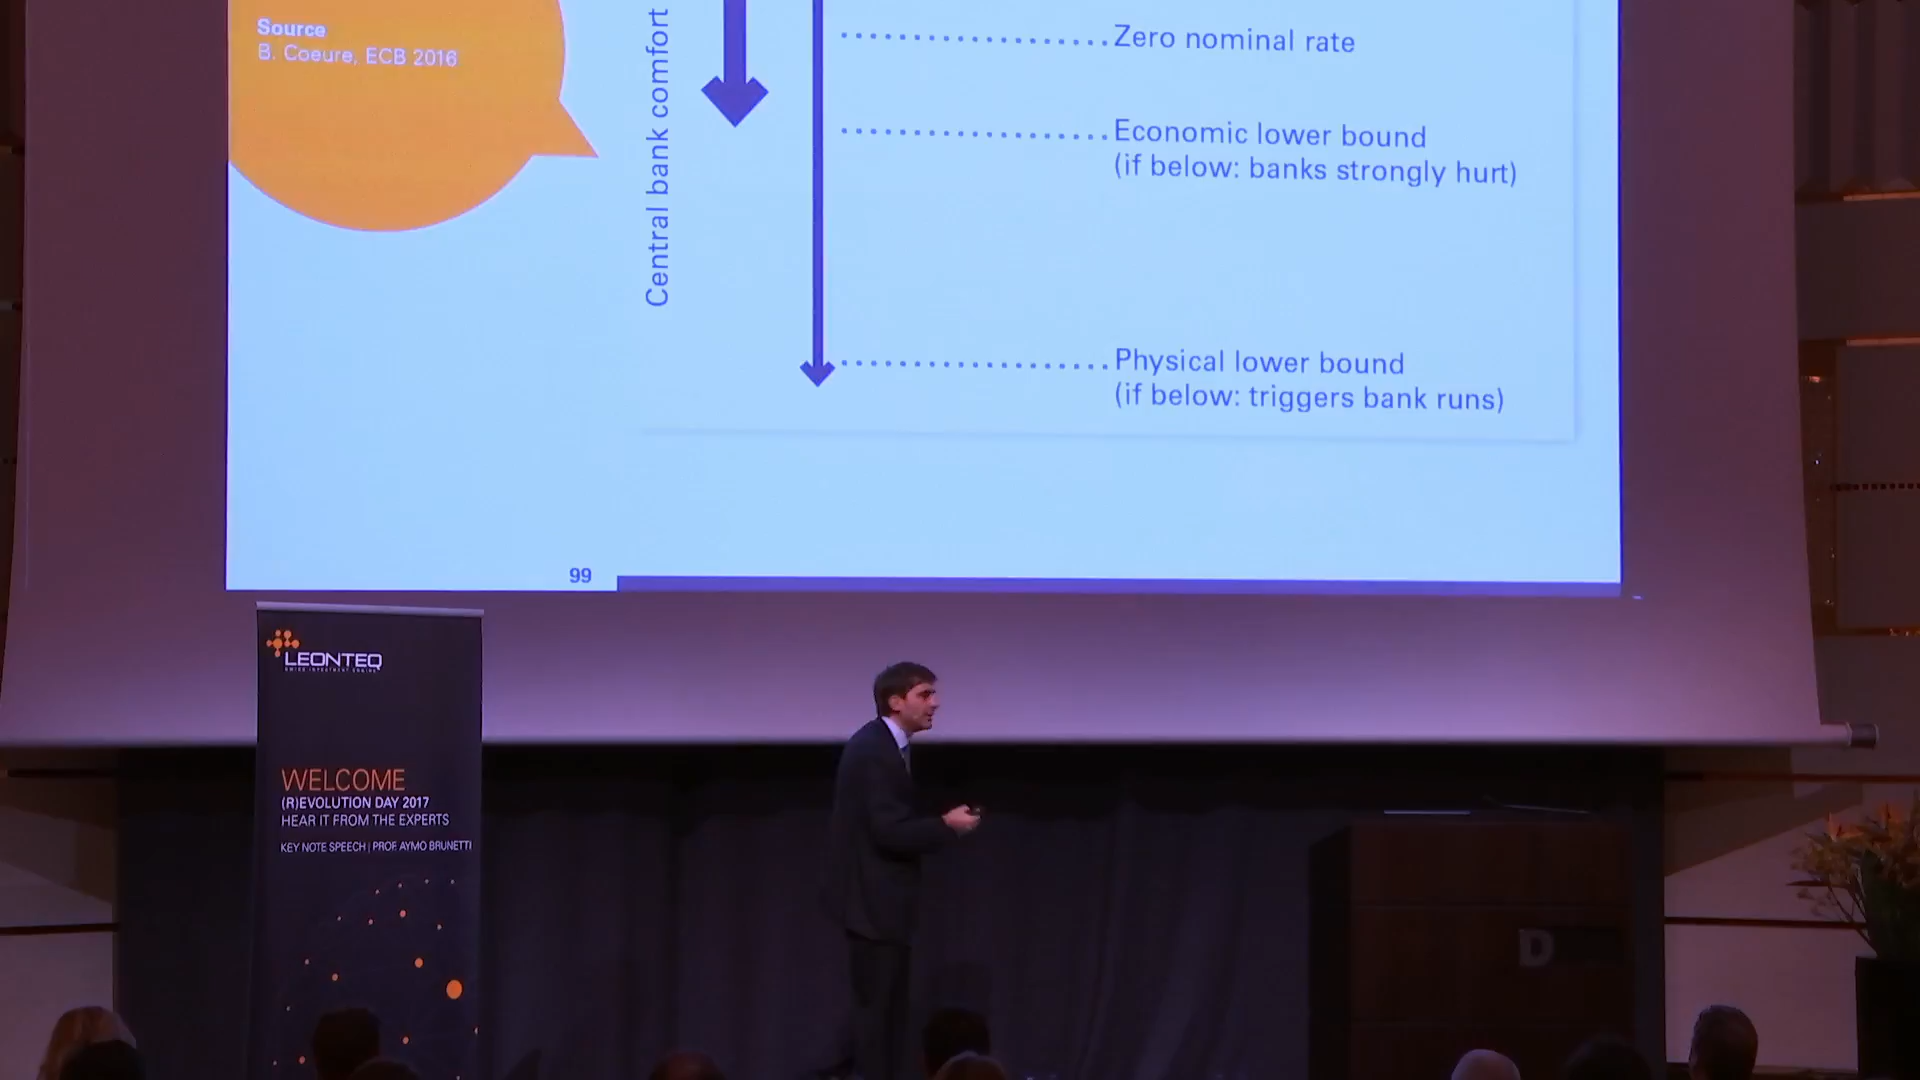 Source
B. Coeure, ECB 2016
Central bank comfort
Zero nominal rate
Economic lower bound
(if below: banks strongly hurt)
Physical lower bound
(if below: triggers bank runs)
99
LEONTEQ
WELCOME
(R)EVOLUTION DAY 2017
HEAR IT FROM THE EXPERTS
KEY NOTE SPEECH | PROF. AYMO BRUNETTI
D